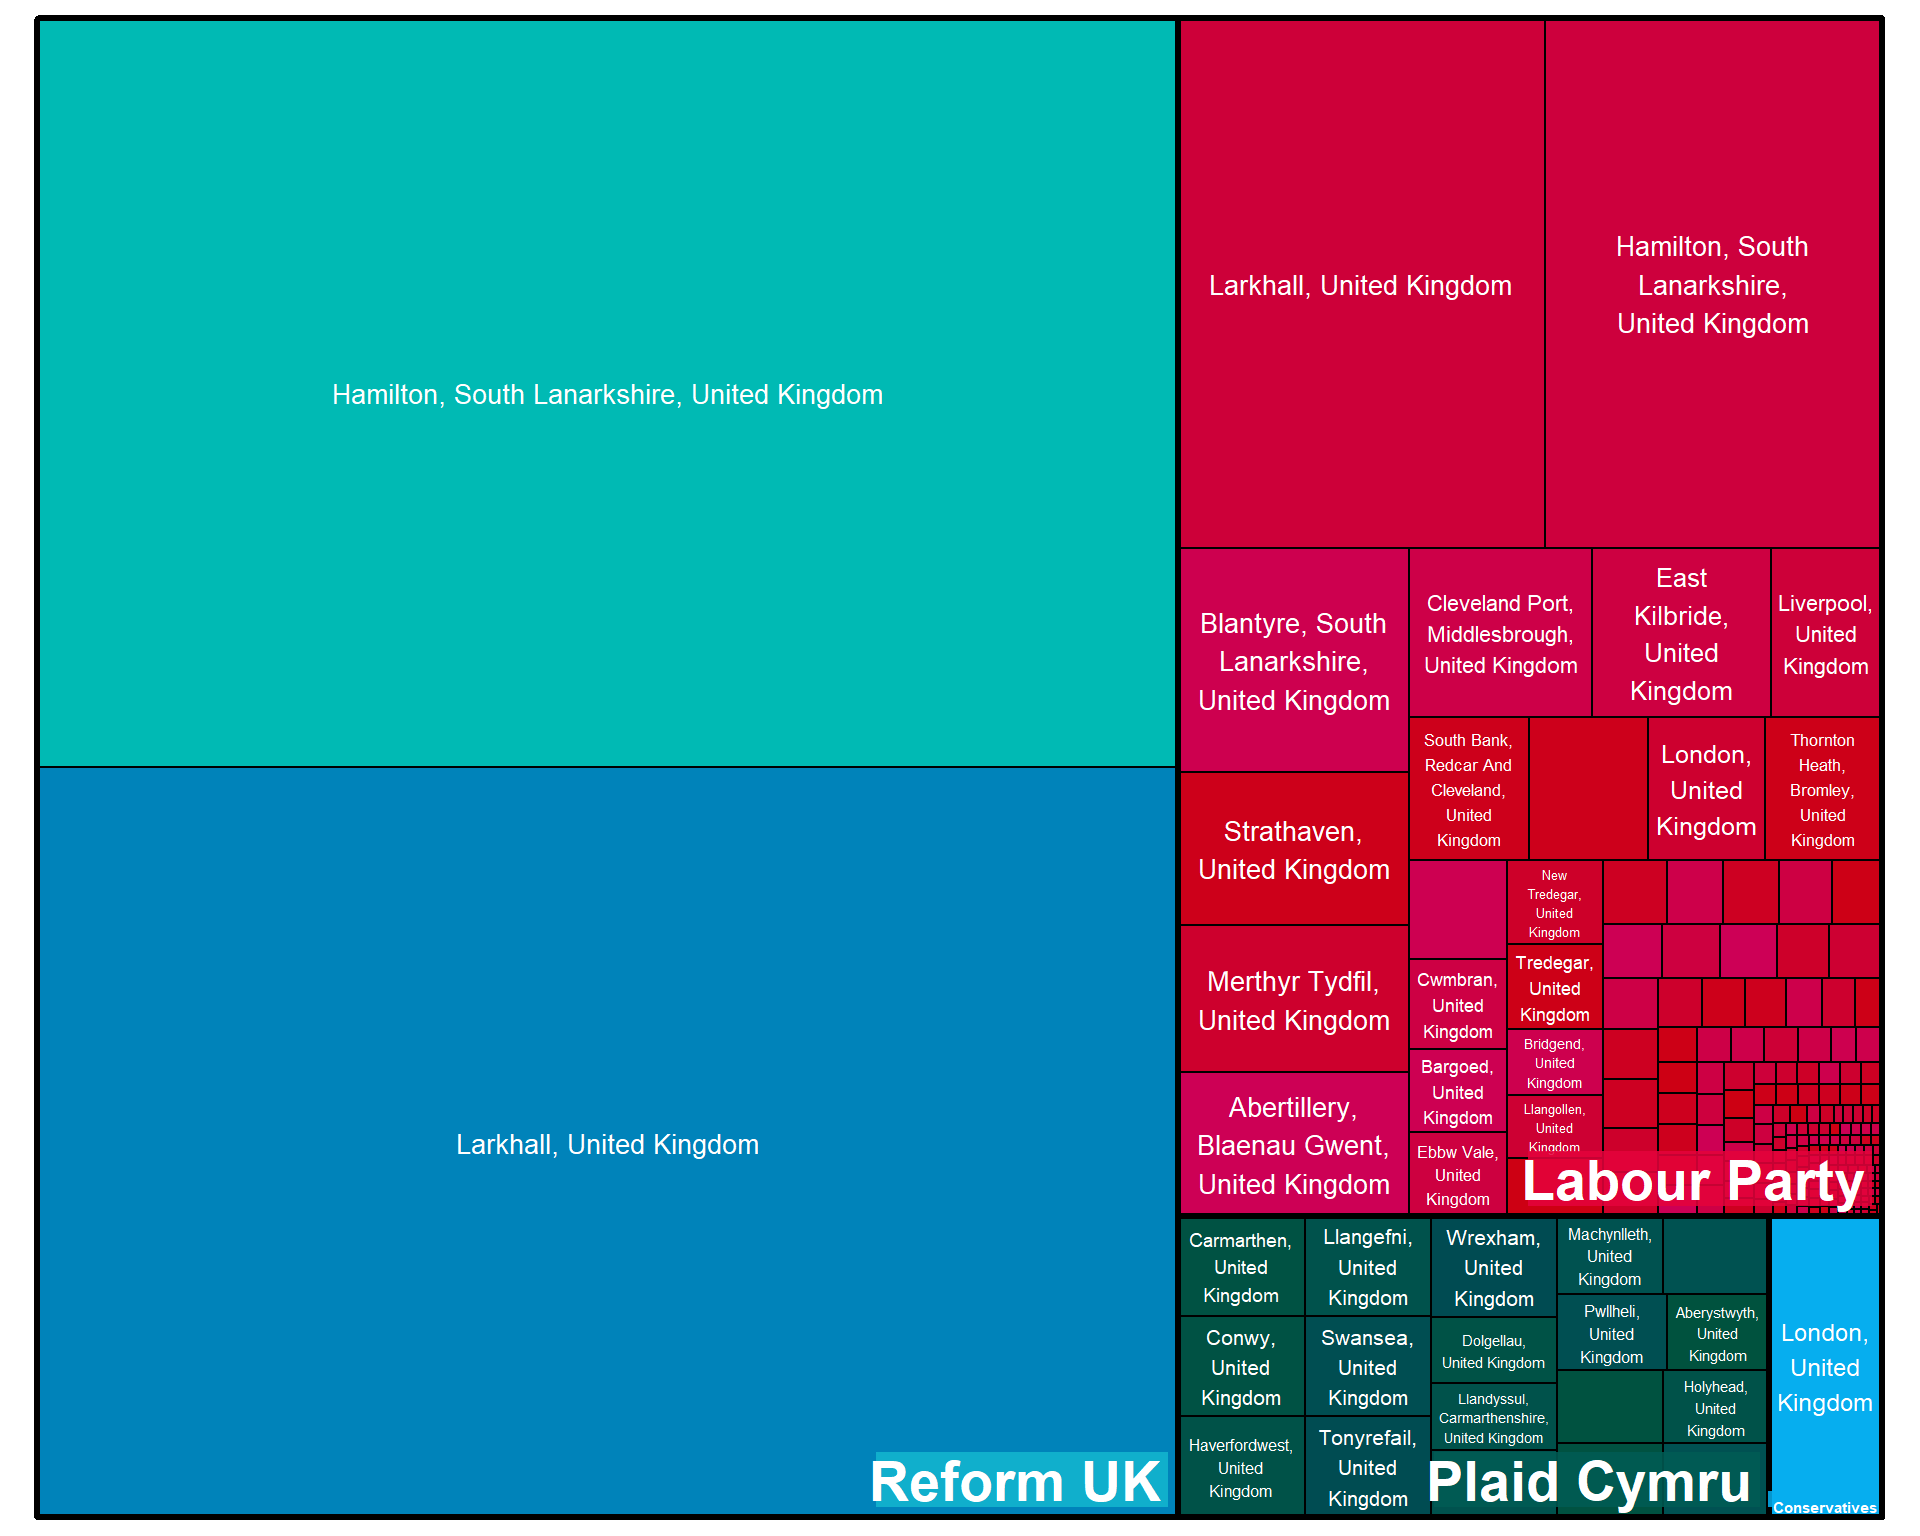 Hamilton, South Lanarkshire, United Kingdom
Larkhall, United Kingdom
Reform UK
Larkhall, United Kingdom
Hamilton, South
Lanarkshire,
United Kingdom
Blantyre, South
Lanarkshire,
United Kingdom
Cleveland Port,
Middlesbrough,
United Kingdom
East
Kilbride,
United
Kingdom
Liverpool,
United
Kingdom
Strathaven,
United Kingdom
South Bank,
Redcar And
Cleveland,
United
Kingdom
London,
United
Kingdom
Thornton
Heath,
Bromley,
United
Kingdom
Merthyr Tydfil,
United Kingdom
New
Tredegar,
United
Kingdom
Cwmbran,
United
Kingdom
Tredegar,
United
Kingdom
Abertillery,
Blaenau Gwent,
United Kingdom
Bargoed,
United
Kingdom
Bridgend,
United
Kingdom
Ebbw Vale,
United
Kingdom
Llangollen,
United
Kingdom
Labour Party
Carmarthen,
United
Kingdom
Llangefni,
United
Kingdom
Wrexham,
United
Kingdom
Machynlleth,
United
Kingdom
Conwy,
United
Kingdom
Swansea,
United
Kingdom
Dolgellau,
United Kingdom
Pwllheli,
United
Kingdom
Aberystwyth,
United
Kingdom
Llandyssul,
Carmarthenshire,
United Kingdom
Holyhead,
United
Kingdom
Haverfordwest,
United
Kingdom
Tonyrefail,
United
Kingdom
Plaid Cymru
London,
United
Kingdom
Conservatives